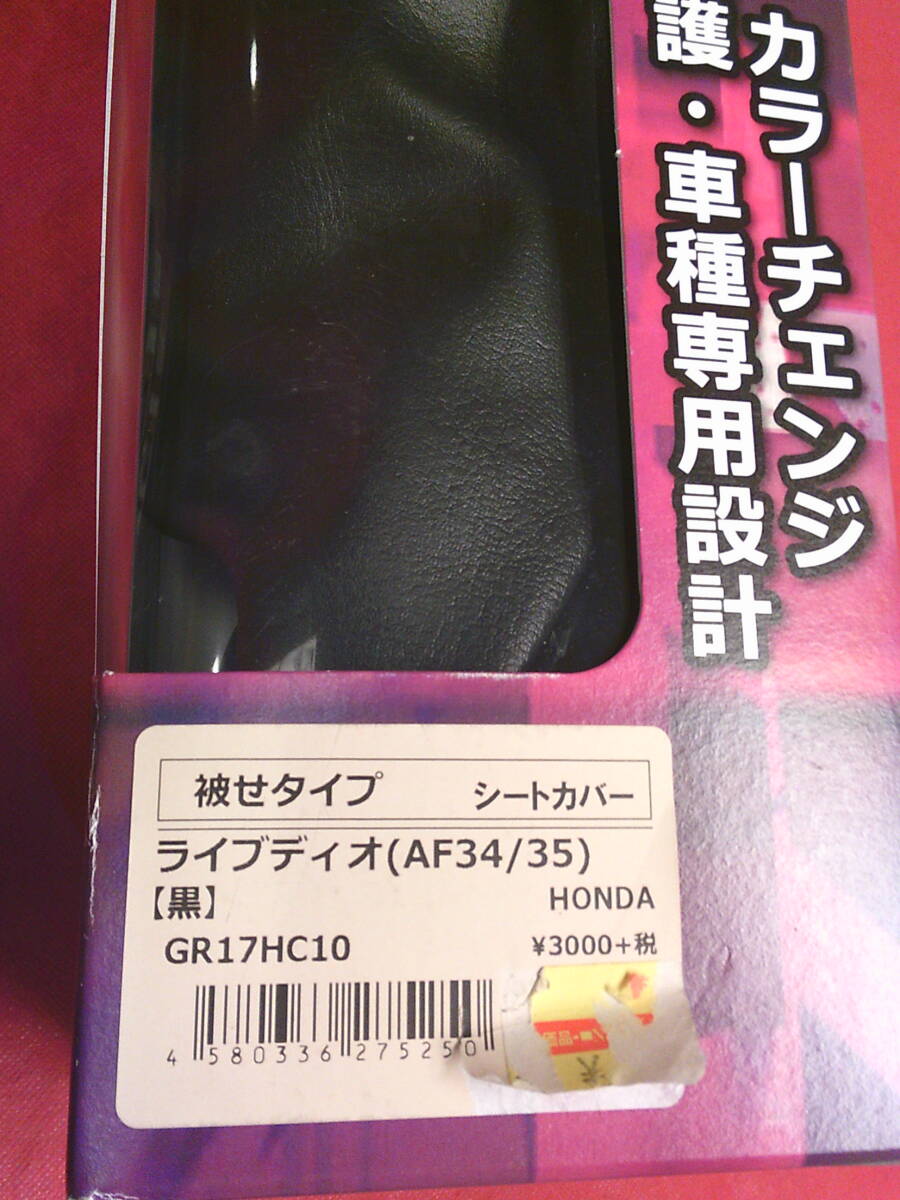 カラーチェンジ
護・車種専用設計
被せタイプ シートカバー
ライブディオ(AF34/35)
【黒】 HONDA
GR17HC10 ¥3000+税
4 580336 275250